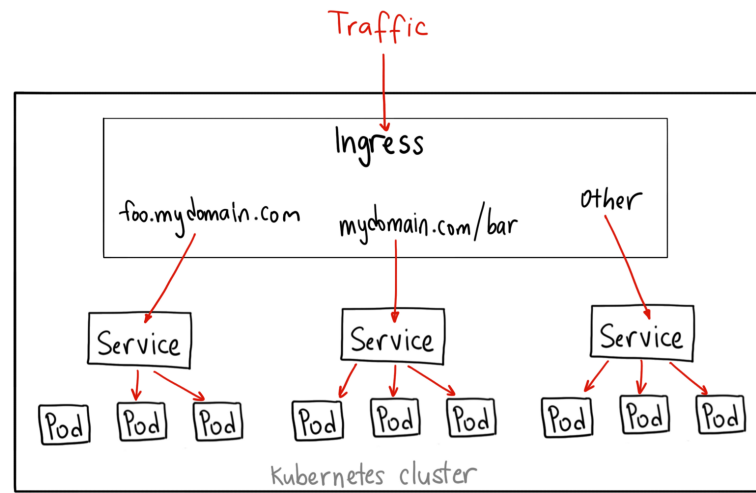 Traffic
Ingress
foo.mydomain.com
mydomain.com/bar
Other
Service
Service
Service
Pod
Pod
Pod
Pod
Pod
Pod
Pod
Pod
Pod
Kubernetes cluster